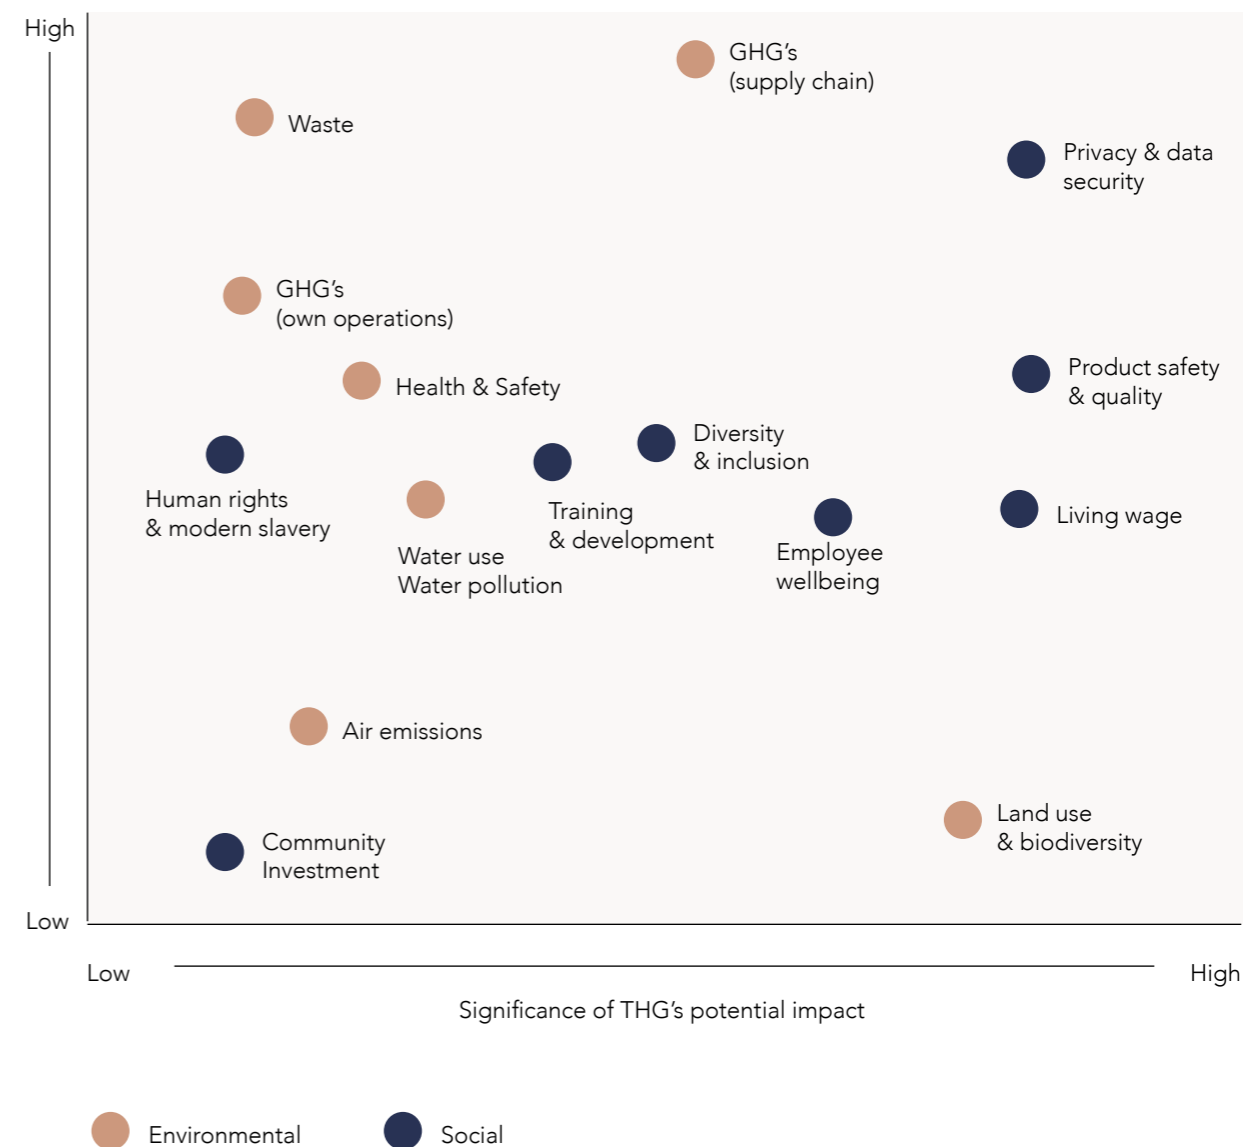 High
GHG’s
(supply chain)
Waste
Privacy & data
security
GHG’s
(own operations)
Health & Safety
Product safety
& quality
Diversity
& inclusion
Human rights
& modern slavery
Training
& development
Living wage
Water use
Water pollution
Employee
wellbeing
Air emissions
Land use
& biodiversity
Community
Investment
Low
Low
High
Significance of THG’s potential impact
Environmental
Social